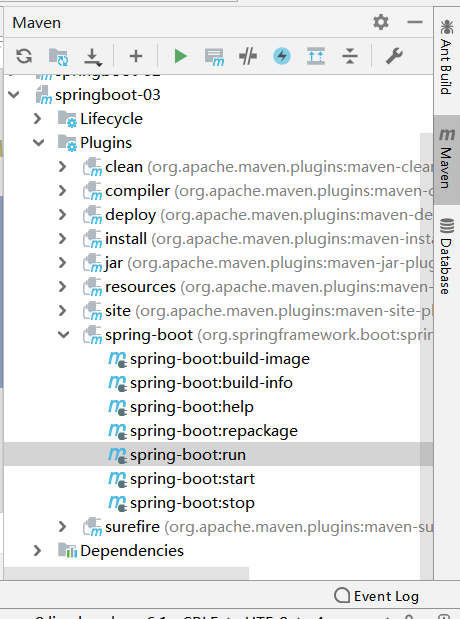 Maven
springboot-03
Lifecycle
Plugins
clean (org.apache.maven.plugins:maven-clea
compiler (org.apache.maven.plugins:maven-c
deploy (org.apache.maven.plugins:maven-de
install (org.apache.maven.plugins:maven-inst
jar (org.apache.maven.plugins:maven-jar-plug
resources (org.apache.maven.plugins:maven-
site (org.apache.maven.plugins:maven-site-pl
spring-boot (org.springframework.boot:sprin
spring-boot:build-image
spring-boot:build-info
spring-boot:help
spring-boot:repackage
spring-boot:run
spring-boot:start
spring-boot:stop
surefire (org.apache.maven.plugins:maven-su
Dependencies
Event Log
Ant Build
Maven
Database